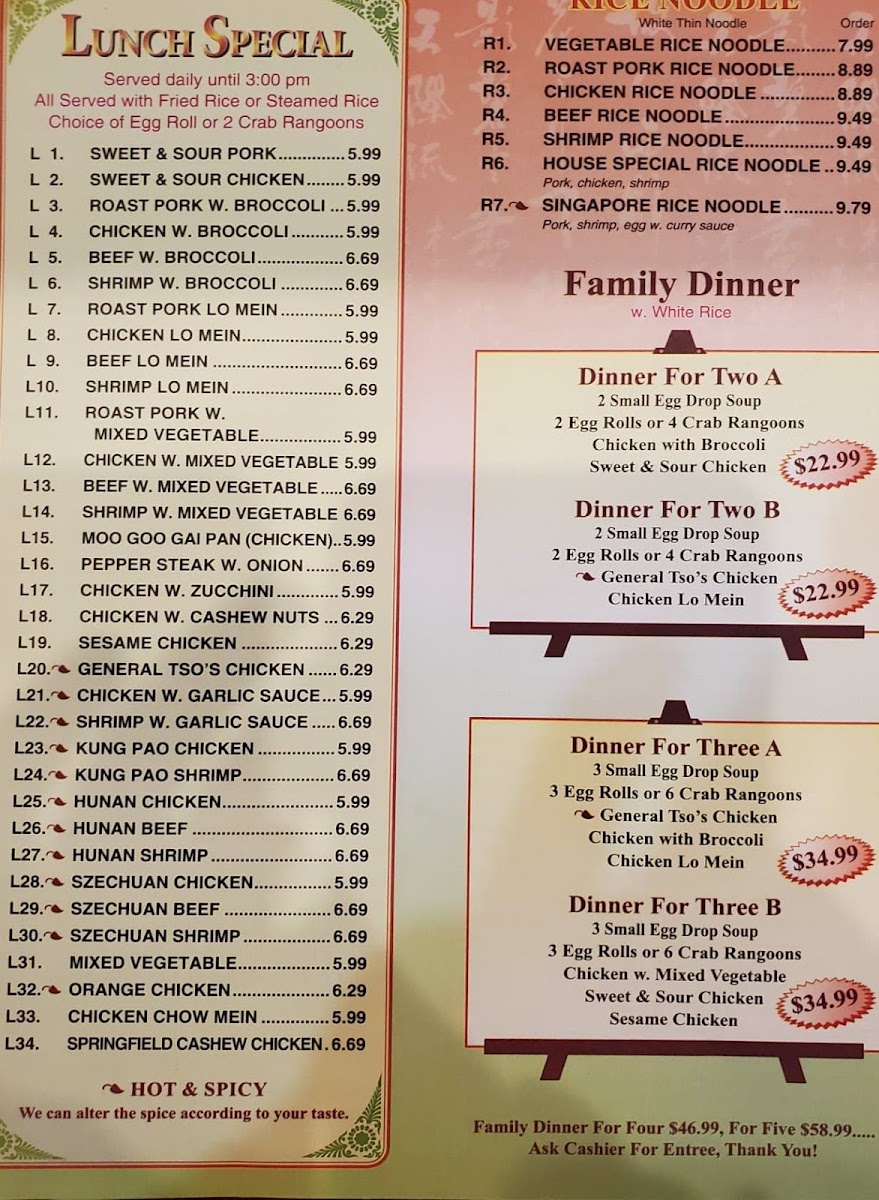 LUNCH SPECIAL
Served daily until 3:00 pm
All Served with Fried Rice or Steamed Rice
Choice of Egg Roll or 2 Crab Rangoons
L 1. SWEET & SOUR PORK..............5.99
L 2. SWEET & SOUR CHICKEN........5.99
L 3. ROAST PORK W. BROCCOLI ...5.99
L 4. CHICKEN W. BROCCOLI...........5.99
L 5. BEEF W. BROCCOLI..................6.69
L 6. SHRIMP W. BROCCOLI .............6.69
L 7. ROAST PORK LO MEIN .............5.99
L 8. CHICKEN LO MEIN.....................5.99
L 9. BEEF LO MEIN ...........................6.69
L10. SHRIMP LO MEIN .......................6.69
L11. ROAST PORK W.
MIXED VEGETABLE.................5.99
L12. CHICKEN W. MIXED VEGETABLE 5.99
L13. BEEF W. MIXED VEGETABLE .....6.69
L14. SHRIMP W. MIXED VEGETABLE 6.69
L15. MOO GOO GAI PAN (CHICKEN)..5.99
L16. PEPPER STEAK W. ONION .......6.69
L17. CHICKEN W. ZUCCHINI .............5.99
L18. CHICKEN W. CASHEW NUTS ...6.29
L19. SESAME CHICKEN ....................6.29
L20. GENERAL TSO'S CHICKEN ......6.29
L21. CHICKEN W. GARLIC SAUCE...5.99
L22. SHRIMP W. GARLIC SAUCE .....6.69
L23. KUNG PAO CHICKEN ................5.99
L24. KUNG PAO SHRIMP...................6.69
L25. HUNAN CHICKEN.......................5.99
L26. HUNAN BEEF .............................6.69
L27. HUNAN SHRIMP .........................6.69
L28. SZECHUAN CHICKEN................5.99
L29. SZECHUAN BEEF ......................6.69
L30. SZECHUAN SHRIMP..................6.69
L31. MIXED VEGETABLE...................5.99
L32. ORANGE CHICKEN....................6.29
L33. CHICKEN CHOW MEIN ..............5.99
L34. SPRINGFIELD CASHEW CHICKEN.6.69
HOT & SPICY
We can alter the spice according to your taste.
RICE NOODLE
White Thin Noodle Order
R1. VEGETABLE RICE NOODLE..........7.99
R2. ROAST PORK RICE NOODLE........8.89
R3. CHICKEN RICE NOODLE ...............8.89
R4. BEEF RICE NOODLE......................9.49
R5. SHRIMP RICE NOODLE..................9.49
R6. HOUSE SPECIAL RICE NOODLE ..9.49
Pork, chicken, shrimp
R7. SINGAPORE RICE NOODLE..........9.79
Pork, shrimp, egg w. curry sauce
Family Dinner
w. White Rice
Dinner For Two A
2 Small Egg Drop Soup
2 Egg Rolls or 4 Crab Rangoons
Chicken with Broccoli
Sweet & Sour Chicken $22.99
Dinner For Two B
2 Small Egg Drop Soup
2 Egg Rolls or 4 Crab Rangoons
General Tso's Chicken
Chicken Lo Mein $22.99
Dinner For Three A
3 Small Egg Drop Soup
3 Egg Rolls or 6 Crab Rangoons
General Tso's Chicken
Chicken with Broccoli
Chicken Lo Mein $34.99
Dinner For Three B
3 Small Egg Drop Soup
3 Egg Rolls or 6 Crab Rangoons
Chicken w. Mixed Vegetable
Sweet & Sour Chicken $34.99
Sesame Chicken
Family Dinner For Four $46.99, For Five $58.99.....
Ask Cashier For Entree, Thank You!